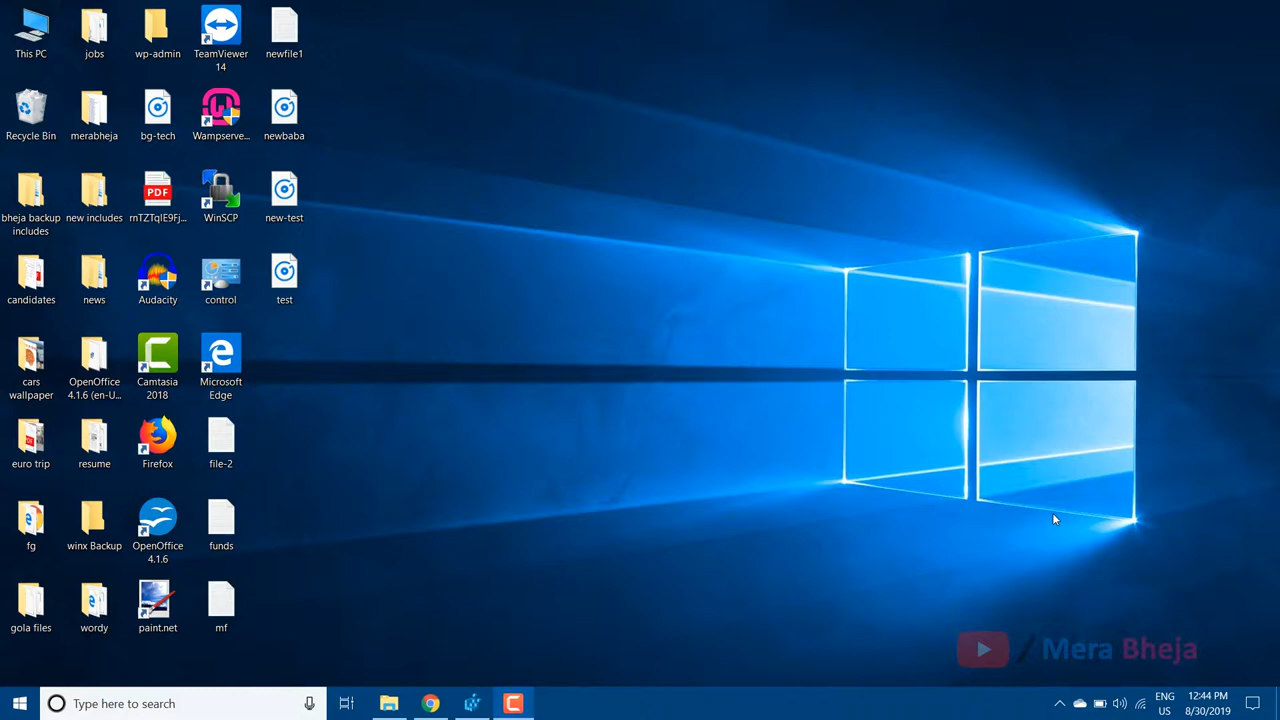 This PC
jobs
wp-admin
TeamViewer
14
newfile1
Recycle Bin
merabheja
bg-tech
Wampserve...
newbaba
bheja backup
includes
new includes
PDF
rnTZTqIE9Fj...
WinSCP
new-test
candidates
news
Audacity
control
test
cars
wallpaper
OpenOffice
4.1.6 (en-U...
Camtasia
2018
Microsoft
Edge
euro trip
resume
Firefox
file-2
fg
winx Backup
OpenOffice
4.1.6
funds
gola files
wordy
paint.net
mf
/ Mera Bheja
Type here to search
ENG
US
12:44 PM
8/30/2019